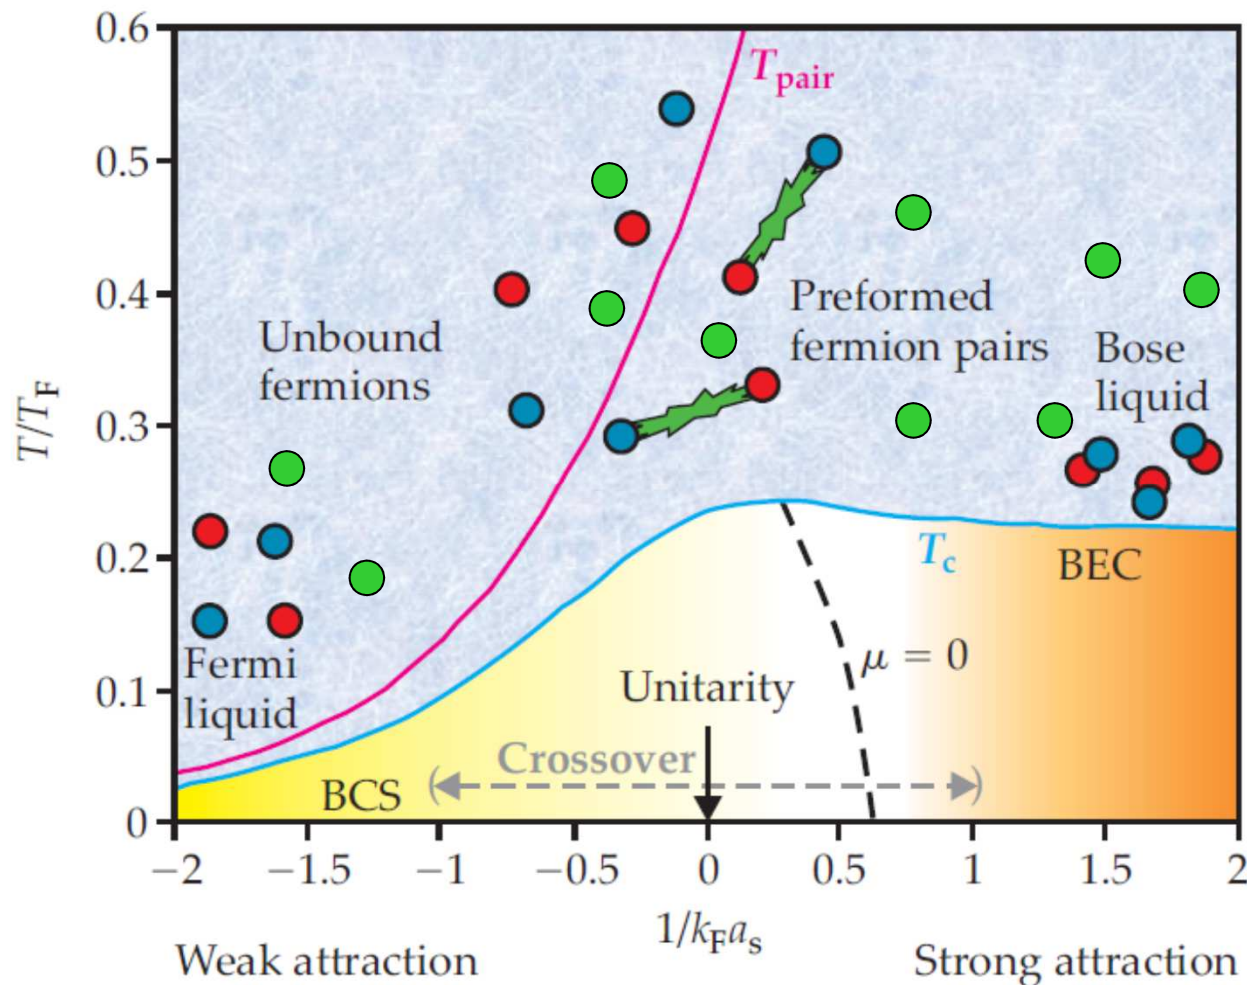 0.6
0.5
0.4
0.3
0.2
0.1
0
T/T_F
T_pair
Unbound
fermions
Preformed
fermion pairs
Bose
liquid
Fermi
liquid
T_c
BEC
μ = 0
Unitarity
Crossover
BCS
−2 −1.5 −1 −0.5 0 0.5 1 1.5 2
1/k_F a_s
Weak attraction Strong attraction